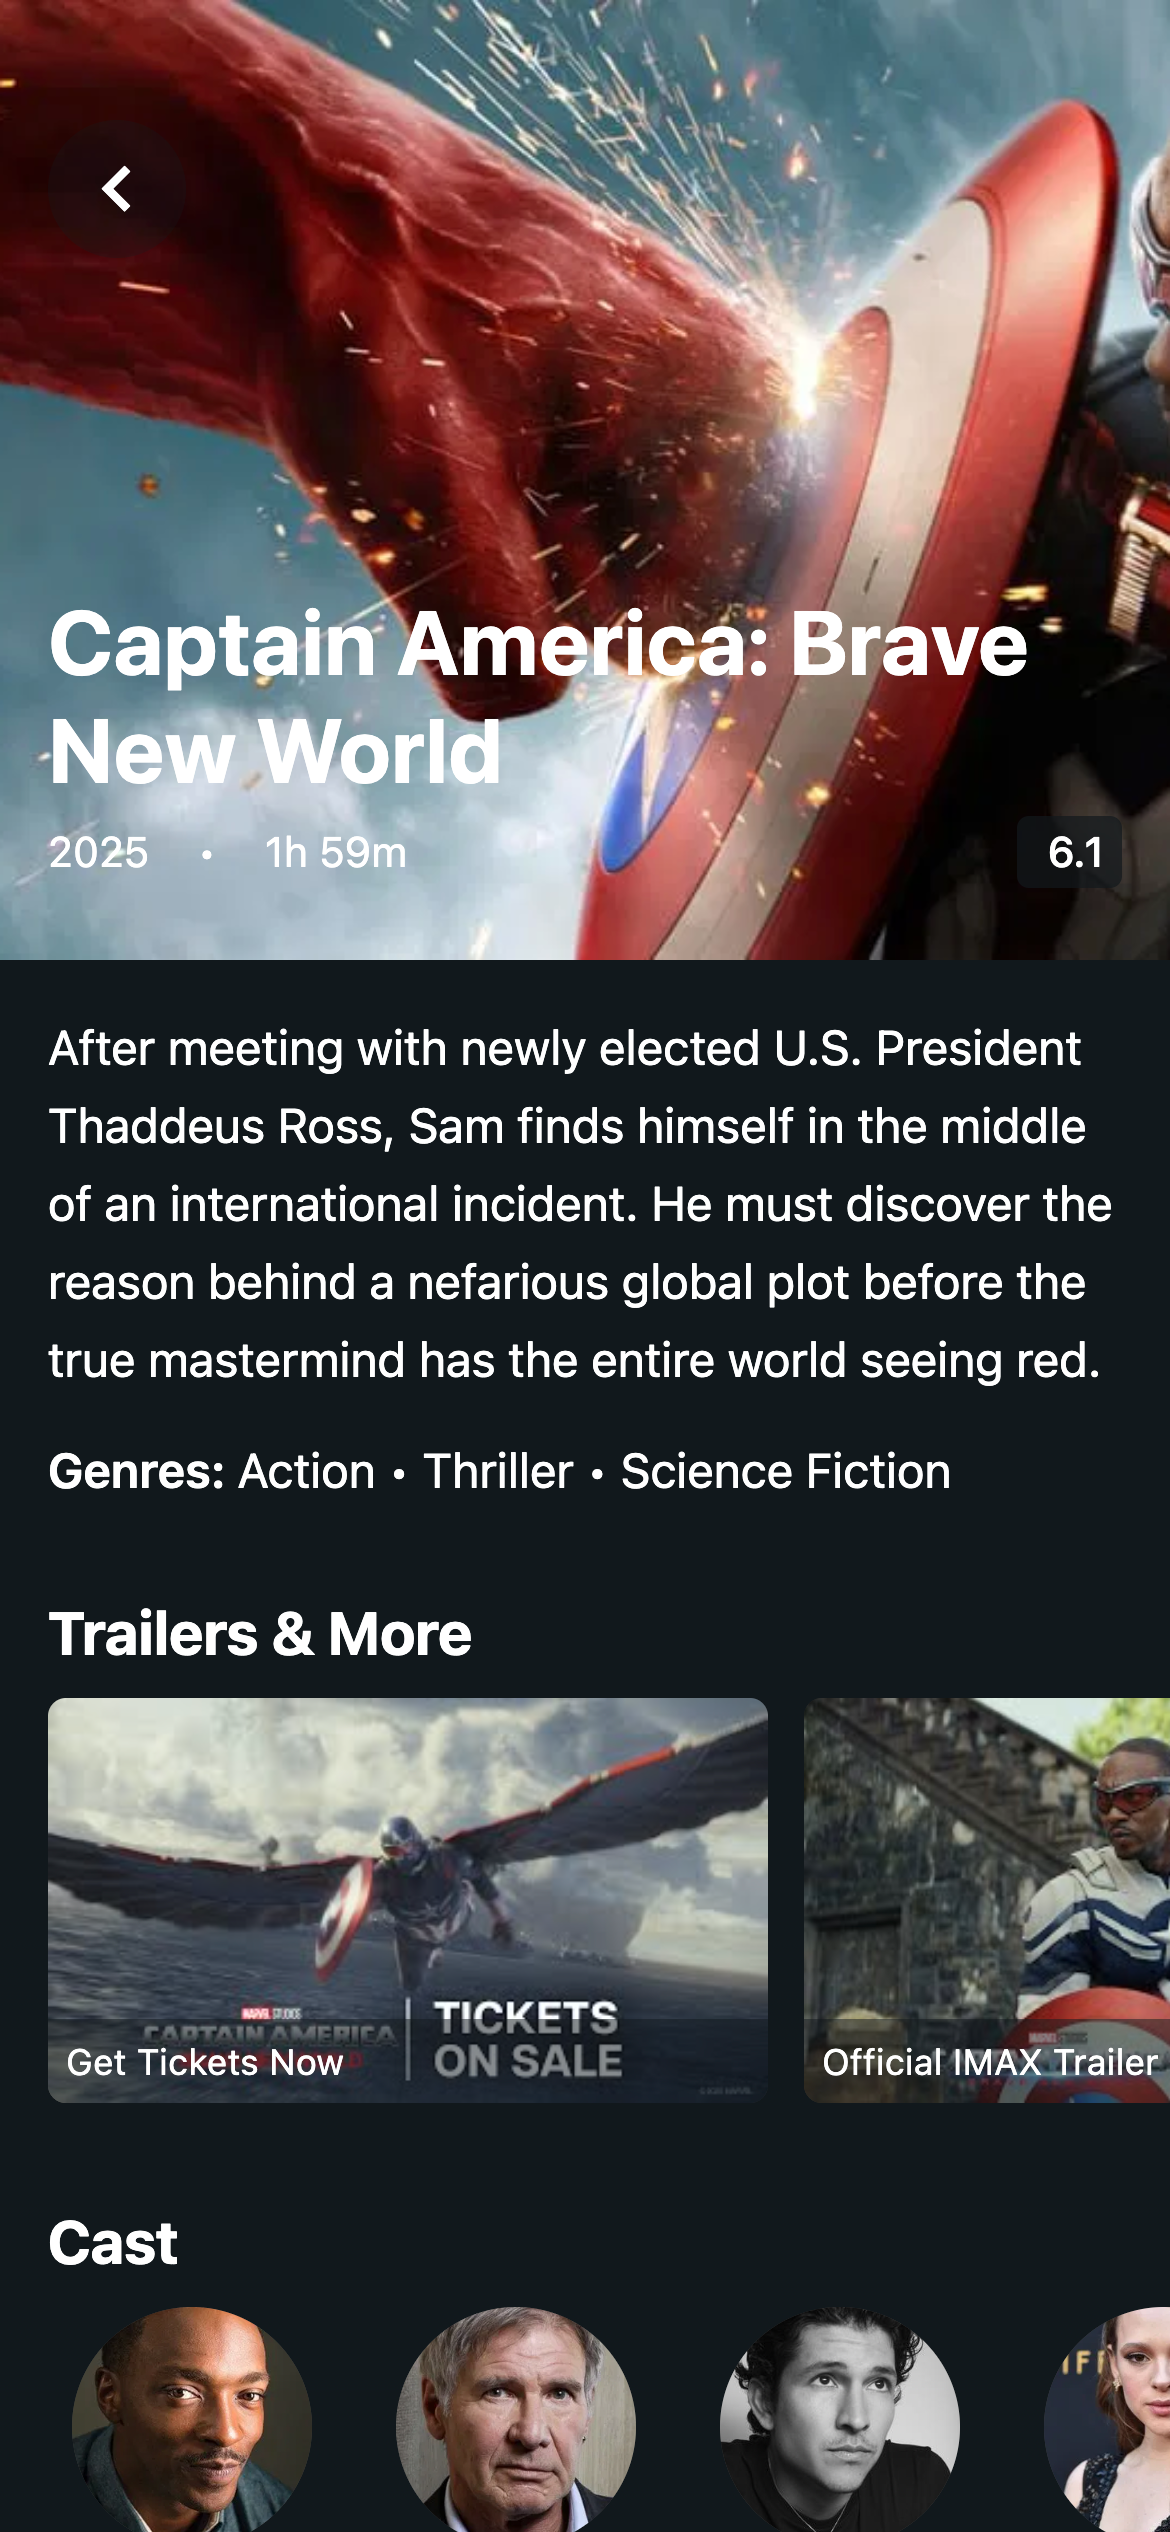 Captain America: Brave
New World
2025 • 1h 59m
6.1
After meeting with newly elected U.S. President
Thaddeus Ross, Sam finds himself in the middle
of an international incident. He must discover the
reason behind a nefarious global plot before the
true mastermind has the entire world seeing red.
Genres: Action • Thriller • Science Fiction
Trailers & More
MARVEL STUDIOS
CAPTAIN AMERICA
TICKETS
ON SALE
Get Tickets Now
Official IMAX Trailer
Cast